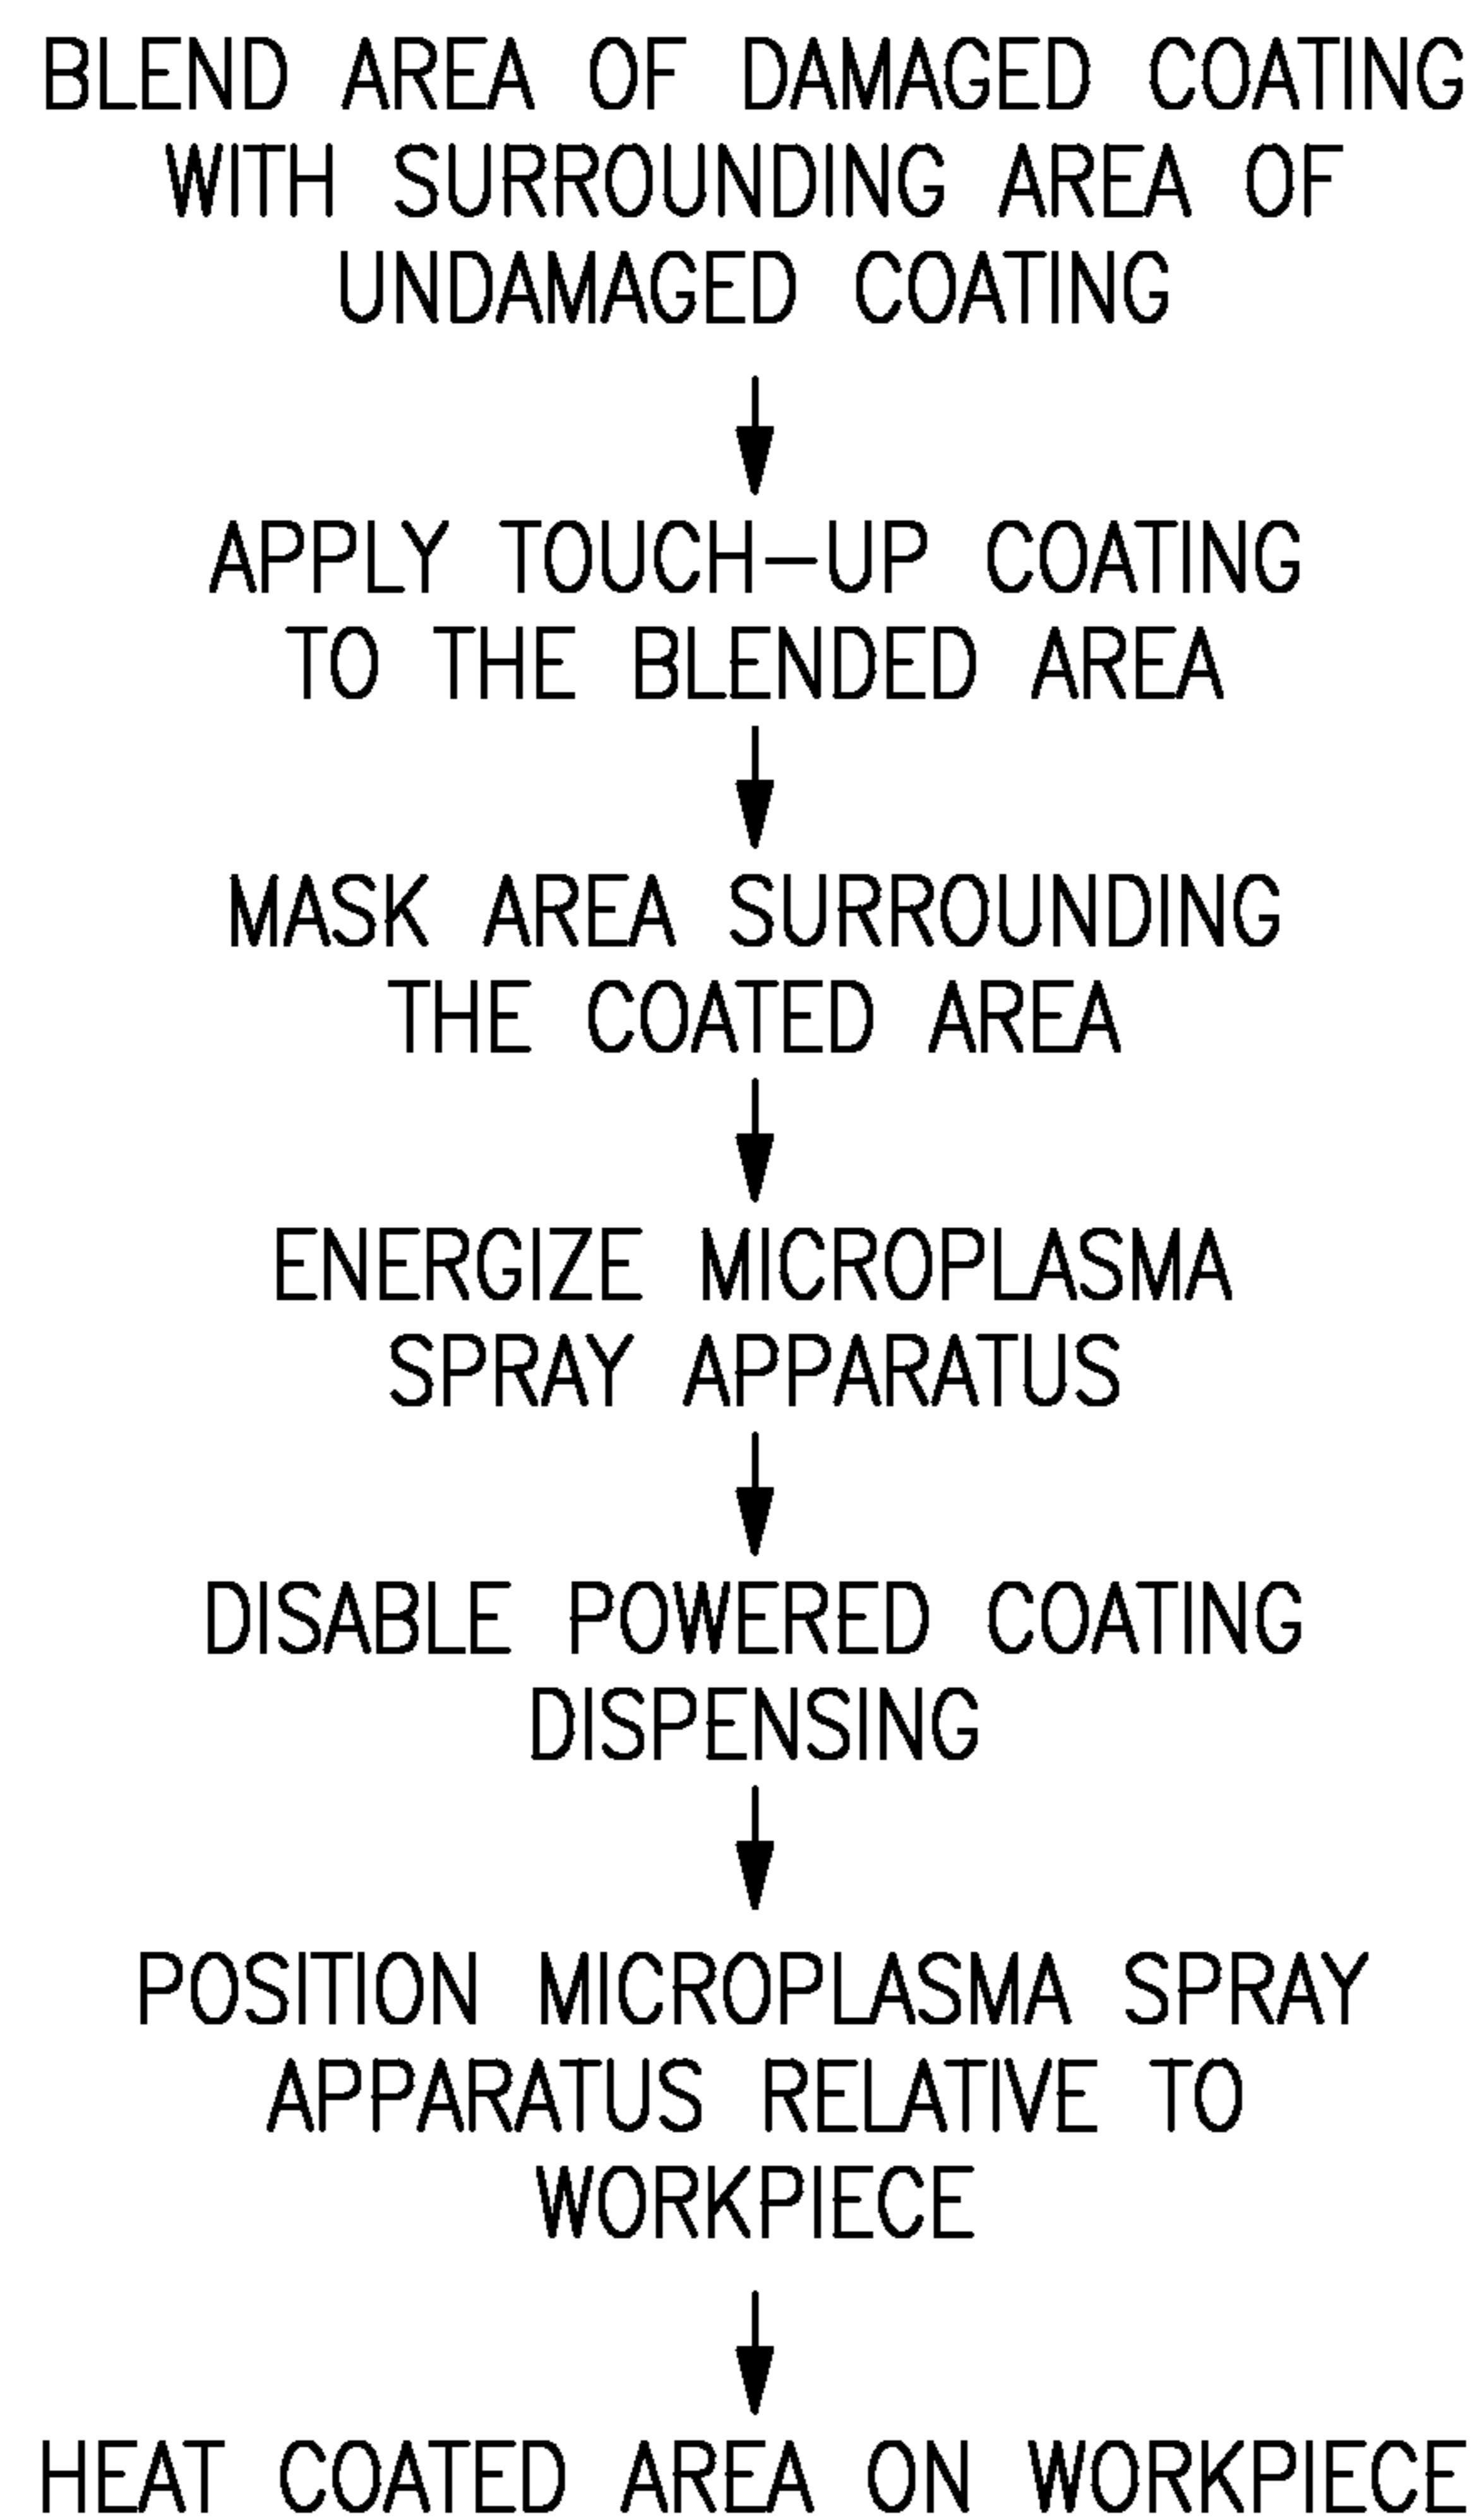 BLEND AREA OF DAMAGED COATING
WITH SURROUNDING AREA OF
UNDAMAGED COATING
APPLY TOUCH-UP COATING
TO THE BLENDED AREA
MASK AREA SURROUNDING
THE COATED AREA
ENERGIZE MICROPLASMA
SPRAY APPARATUS
DISABLE POWERED COATING
DISPENSING
POSITION MICROPLASMA SPRAY
APPARATUS RELATIVE TO
WORKPIECE
HEAT COATED AREA ON WORKPIECE